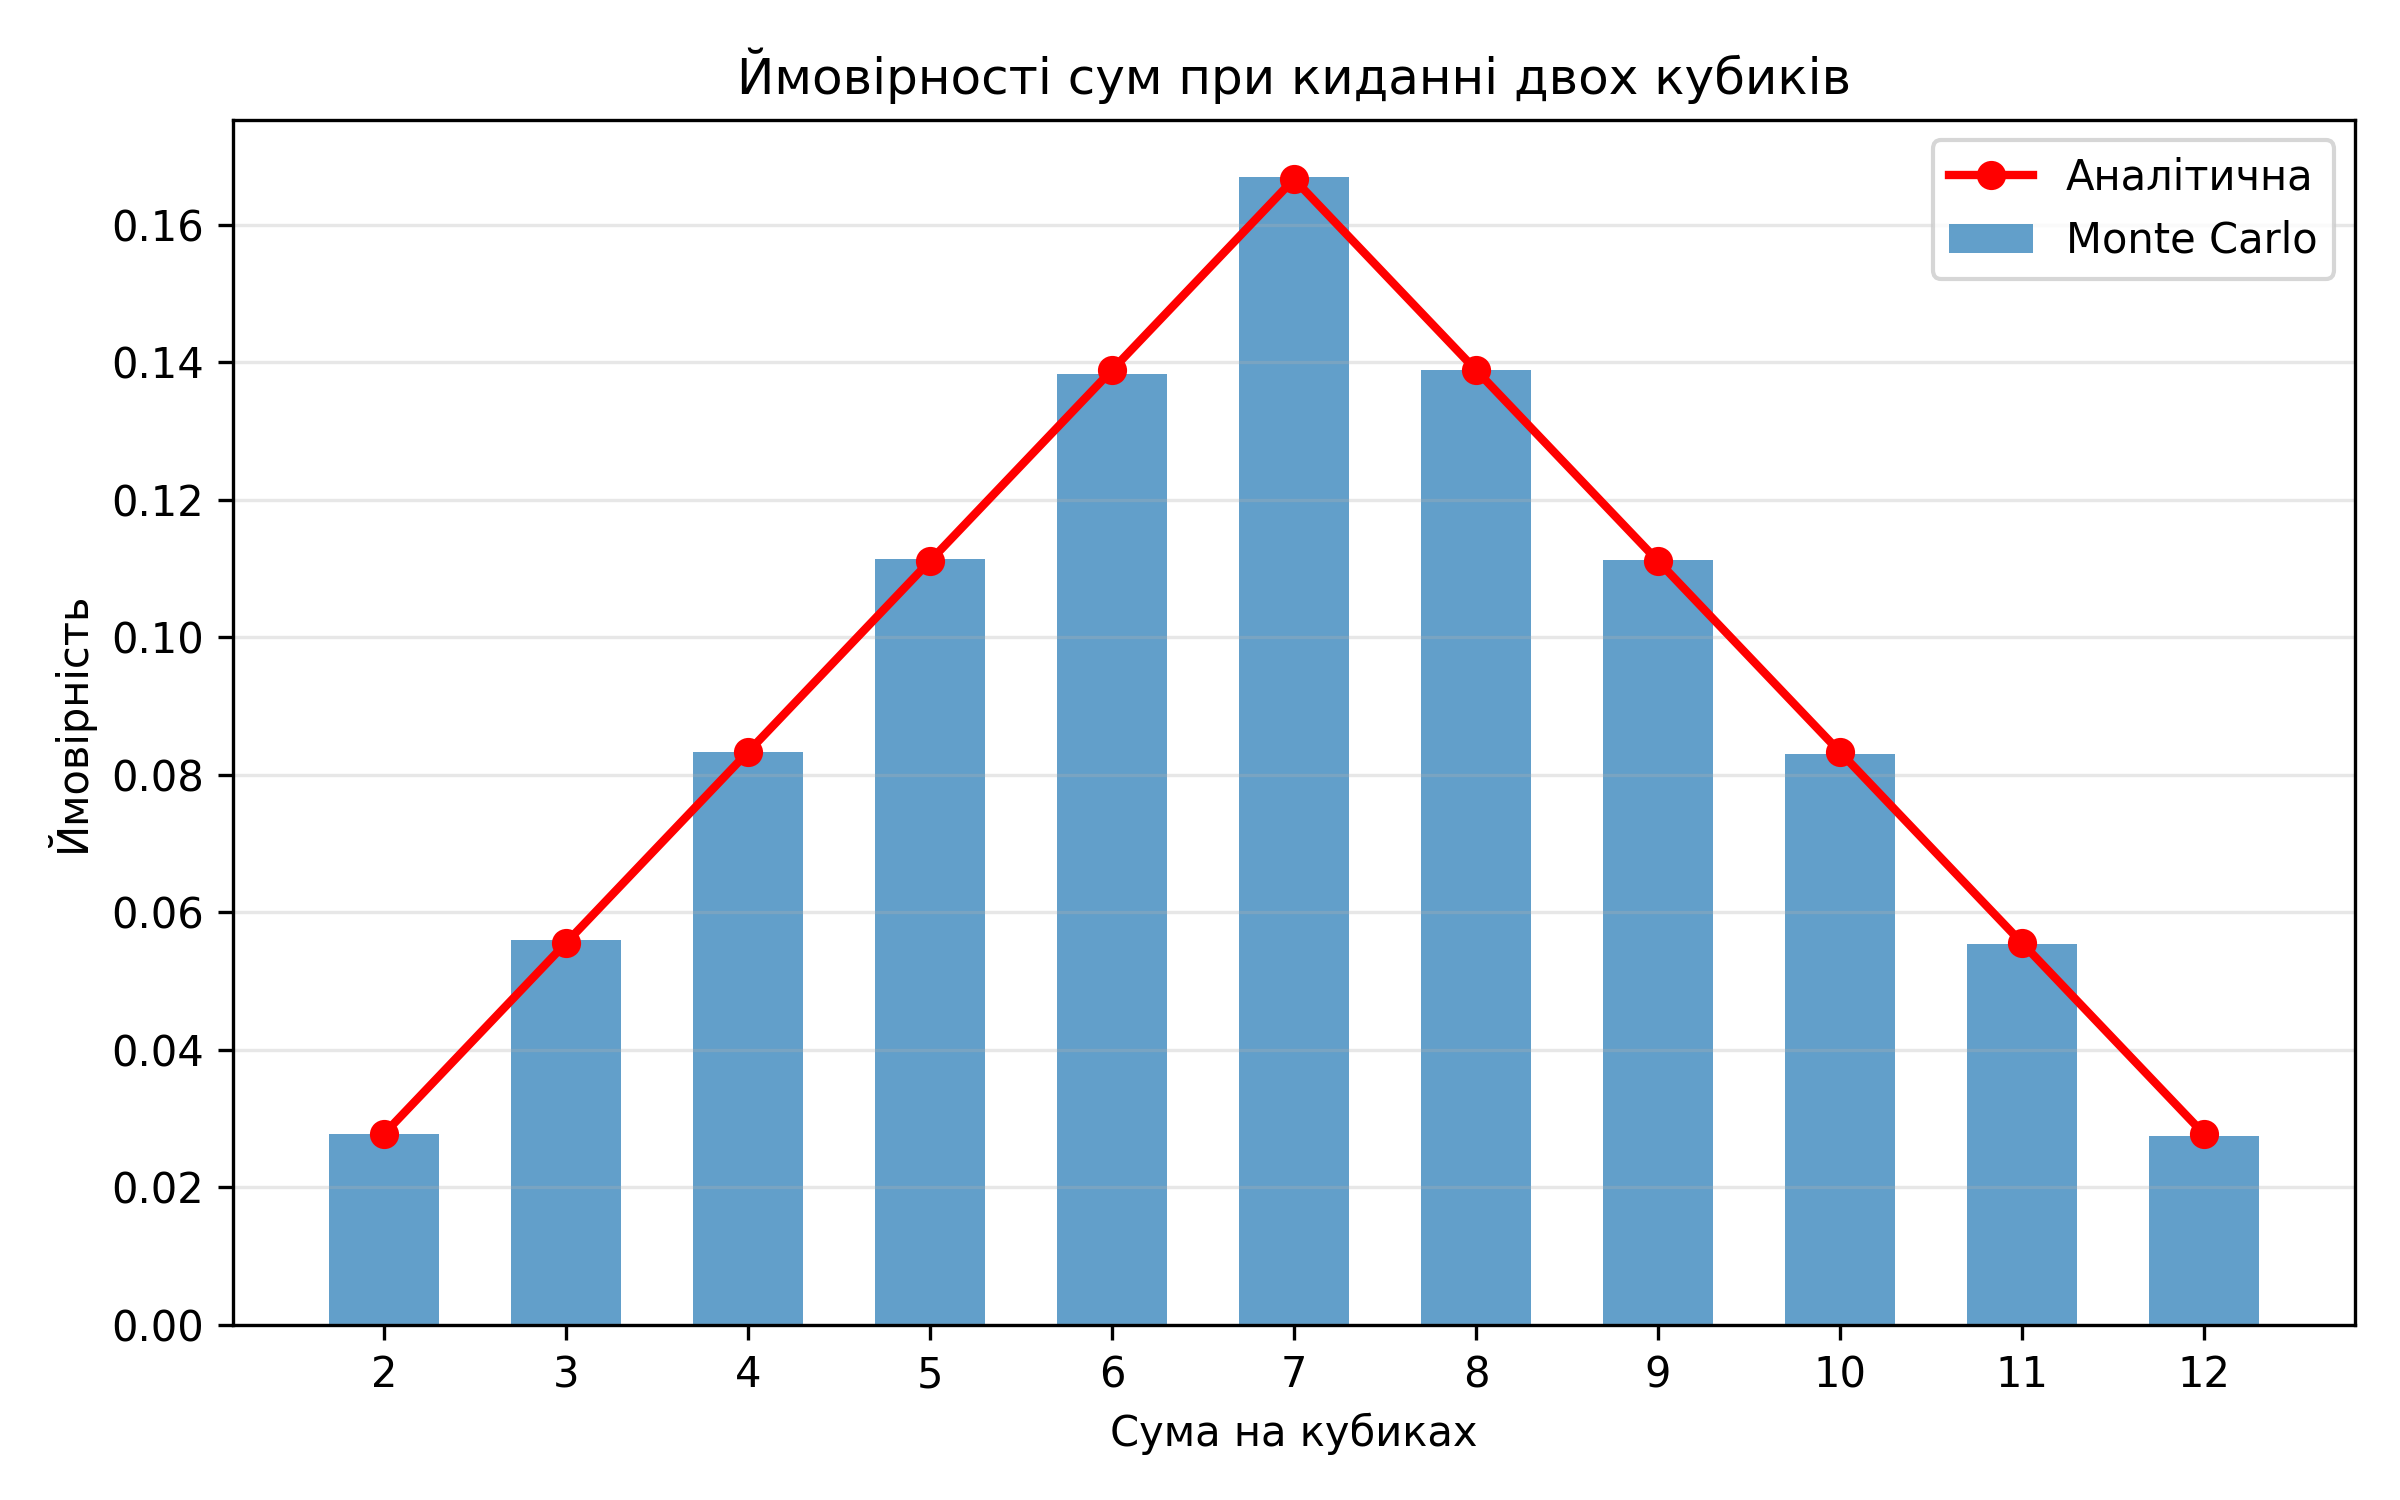 Ймовірності сум при киданні двох кубиків
Аналітична
Monte Carlo
Ймовірність
0.16
0.14
0.12
0.10
0.08
0.06
0.04
0.02
0.00
2 3 4 5 6 7 8 9 10 11 12
Сума на кубиках